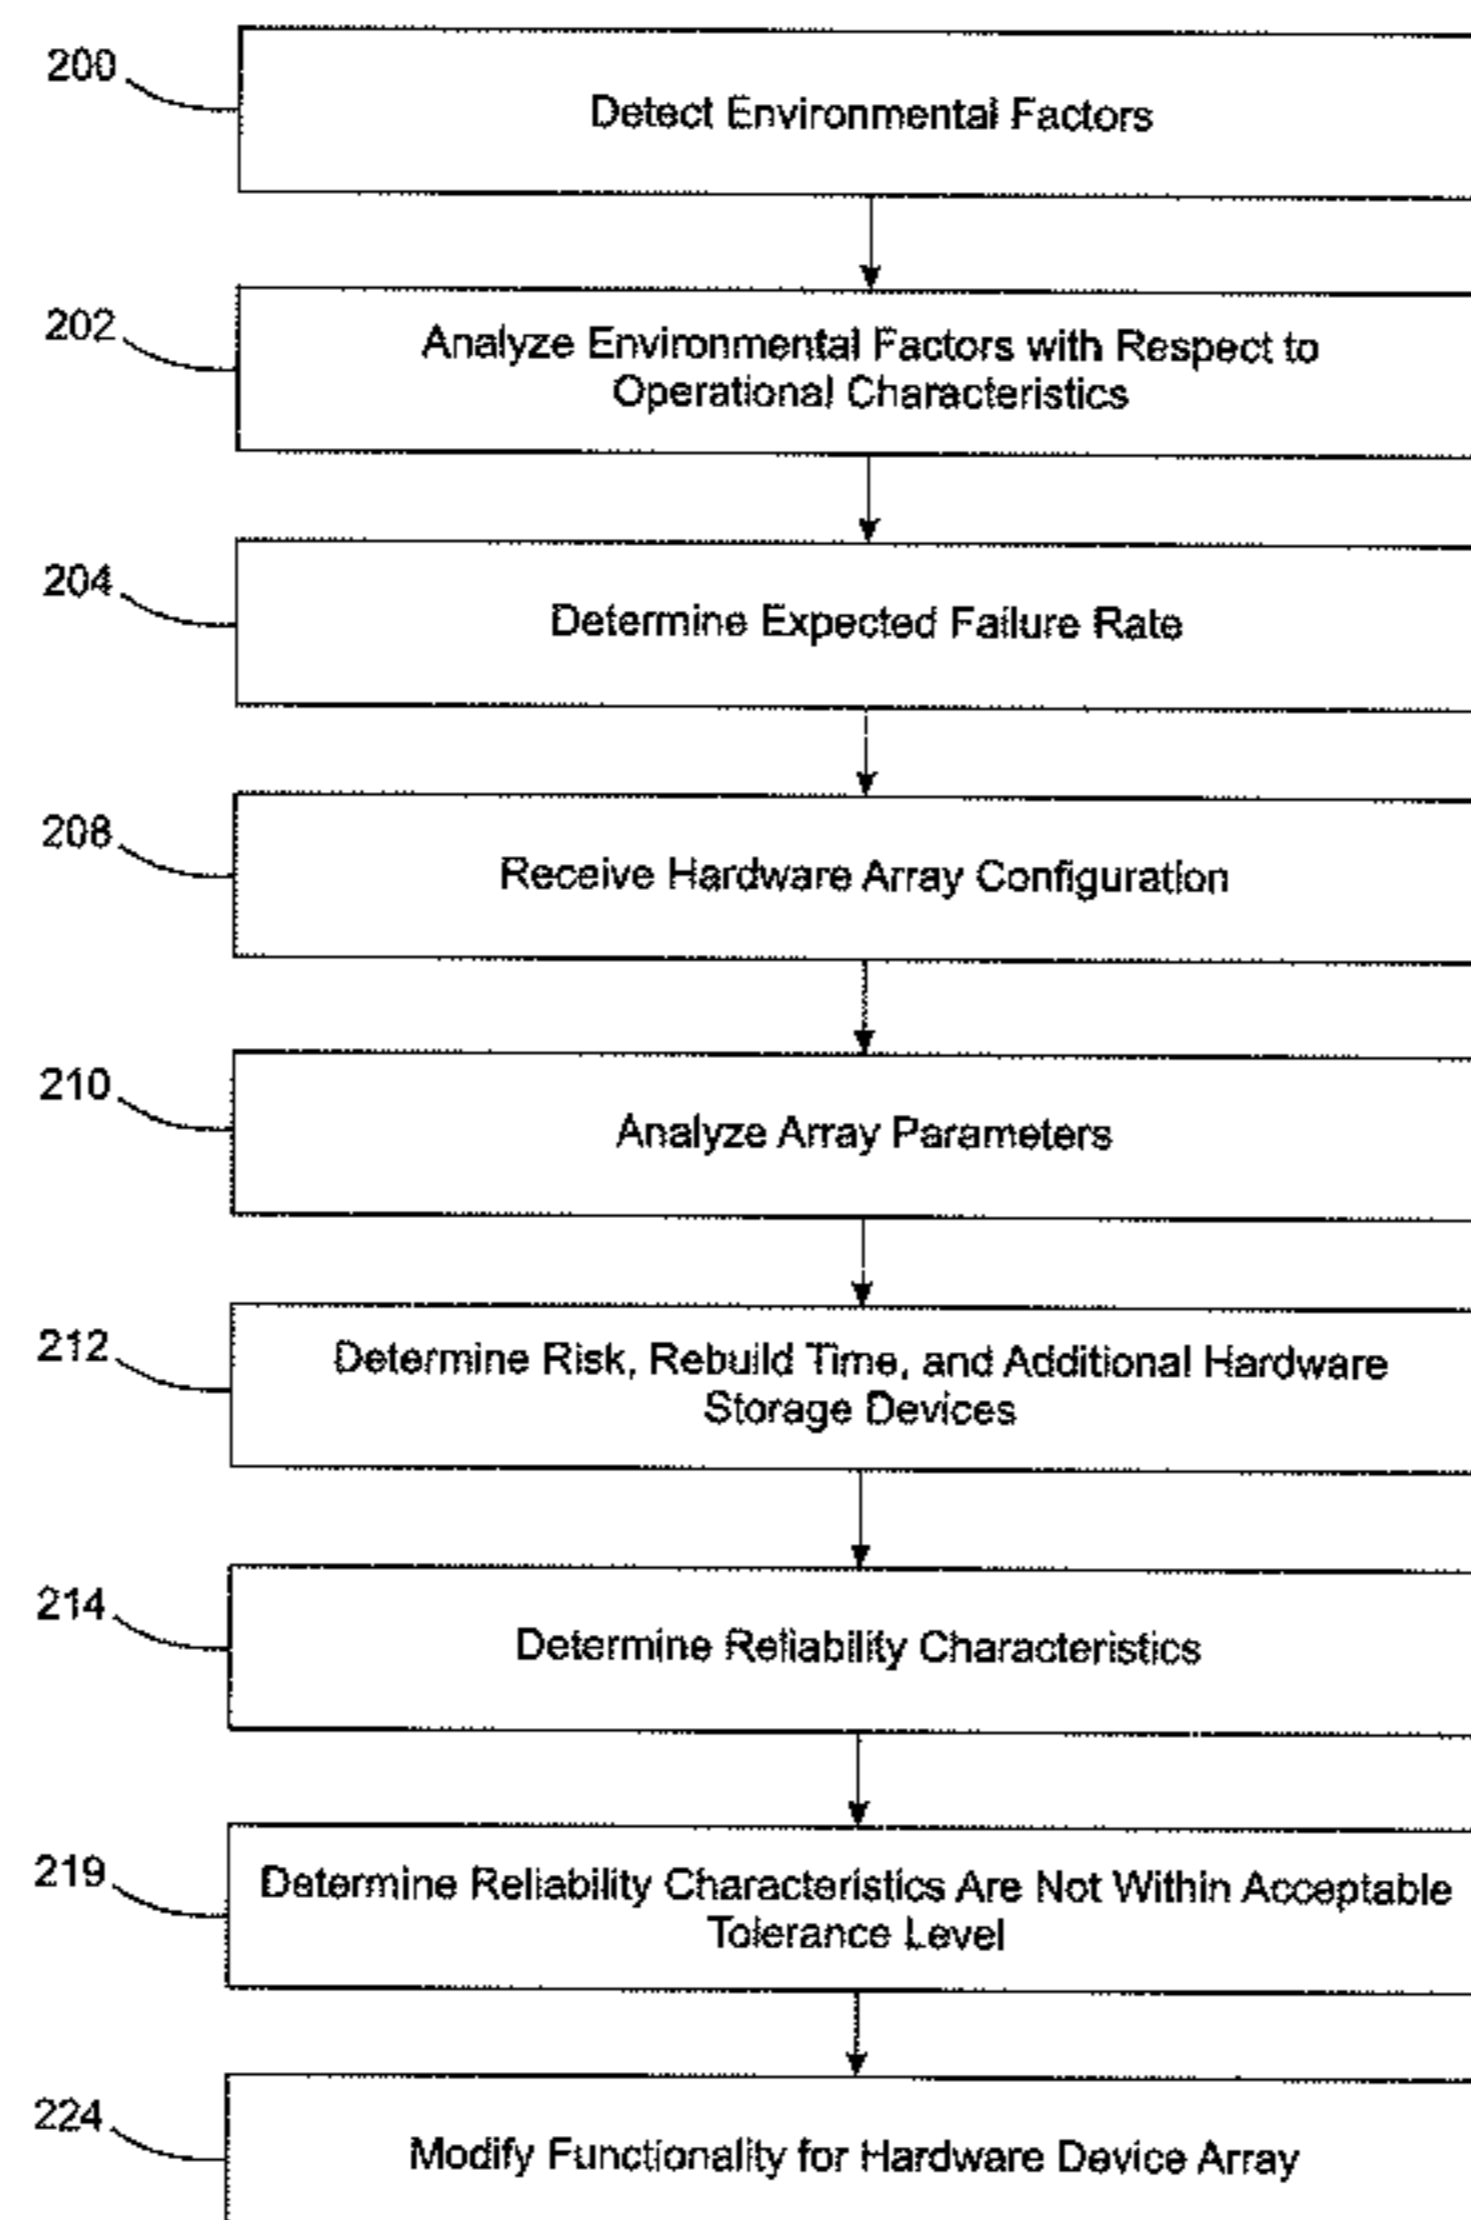 200
Detect Environmental Factors
202
Analyze Environmental Factors with Respect to
Operational Characteristics
204
Determine Expected Failure Rate
208
Receive Hardware Array Configuration
210
Analyze Array Parameters
212
Determine Risk, Rebuild Time, and Additional Hardware
Storage Devices
214
Determine Reliability Characteristics
219
Determine Reliability Characteristics Are Not Within Acceptable
Tolerance Level
224
Modify Functionality for Hardware Device Array